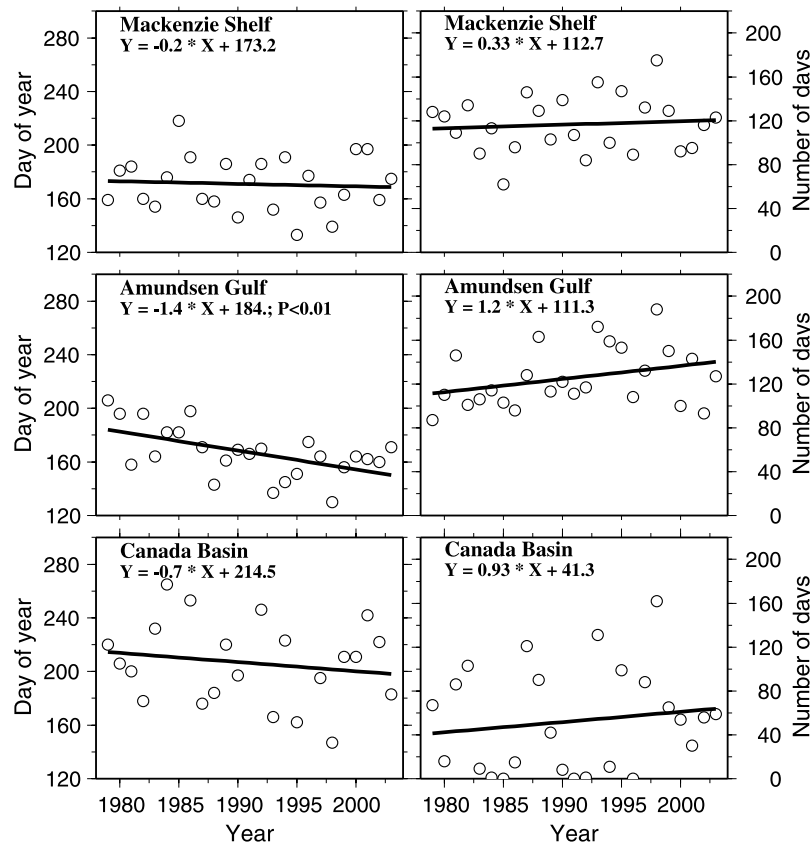 Mackenzie Shelf
Y = -0.2 * X + 173.2
280
240
200
160
120
Day of year
Mackenzie Shelf
Y = 0.33 * X + 112.7
200
160
120
80
40
0
Number of days
Amundsen Gulf
Y = -1.4 * X + 184.; P<0.01
280
240
200
160
120
Day of year
Amundsen Gulf
Y = 1.2 * X + 111.3
200
160
120
80
40
0
Number of days
Canada Basin
Y = -0.7 * X + 214.5
280
240
200
160
120
Day of year
1980 1985 1990 1995 2000
Year
Canada Basin
Y = 0.93 * X + 41.3
200
160
120
80
40
0
Number of days
1980 1985 1990 1995 2000
Year